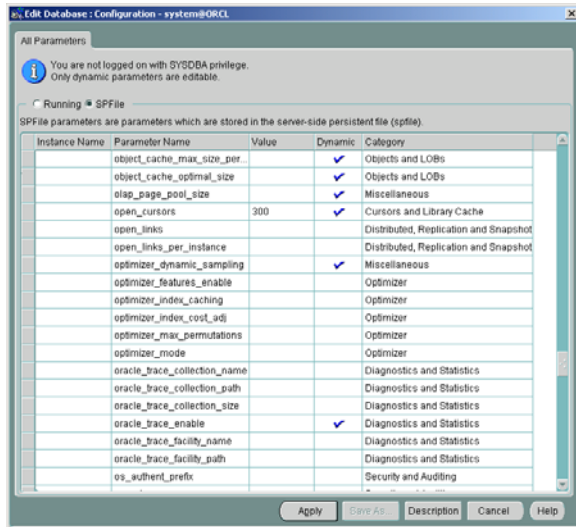 Edit Database : Configuration - system@ORCL
All Parameters
You are not logged on with SYSDBA privilege.
Only dynamic parameters are editable.
Running SPFile
SPFile parameters are parameters which are stored in the server-side persistent file (spfile).
Instance Name Parameter Name Value Dynamic Category
object_cache_max_size_per... Objects and LOBs
object_cache_optimal_size Objects and LOBs
olap_page_pool_size Miscellaneous
open_cursors 300 Cursors and Library Cache
open_links Distributed, Replication and Snapshot
open_links_per_instance Distributed, Replication and Snapshot
optimizer_dynamic_sampling Miscellaneous
optimizer_features_enable Optimizer
optimizer_index_caching Optimizer
optimizer_index_cost_adj Optimizer
optimizer_max_permutations Optimizer
optimizer_mode Optimizer
oracle_trace_collection_name Diagnostics and Statistics
oracle_trace_collection_path Diagnostics and Statistics
oracle_trace_collection_size Diagnostics and Statistics
oracle_trace_enable Diagnostics and Statistics
oracle_trace_facility_name Diagnostics and Statistics
oracle_trace_facility_path Diagnostics and Statistics
os_authent_prefix Security and Auditing
Apply Save As... Description Cancel Help